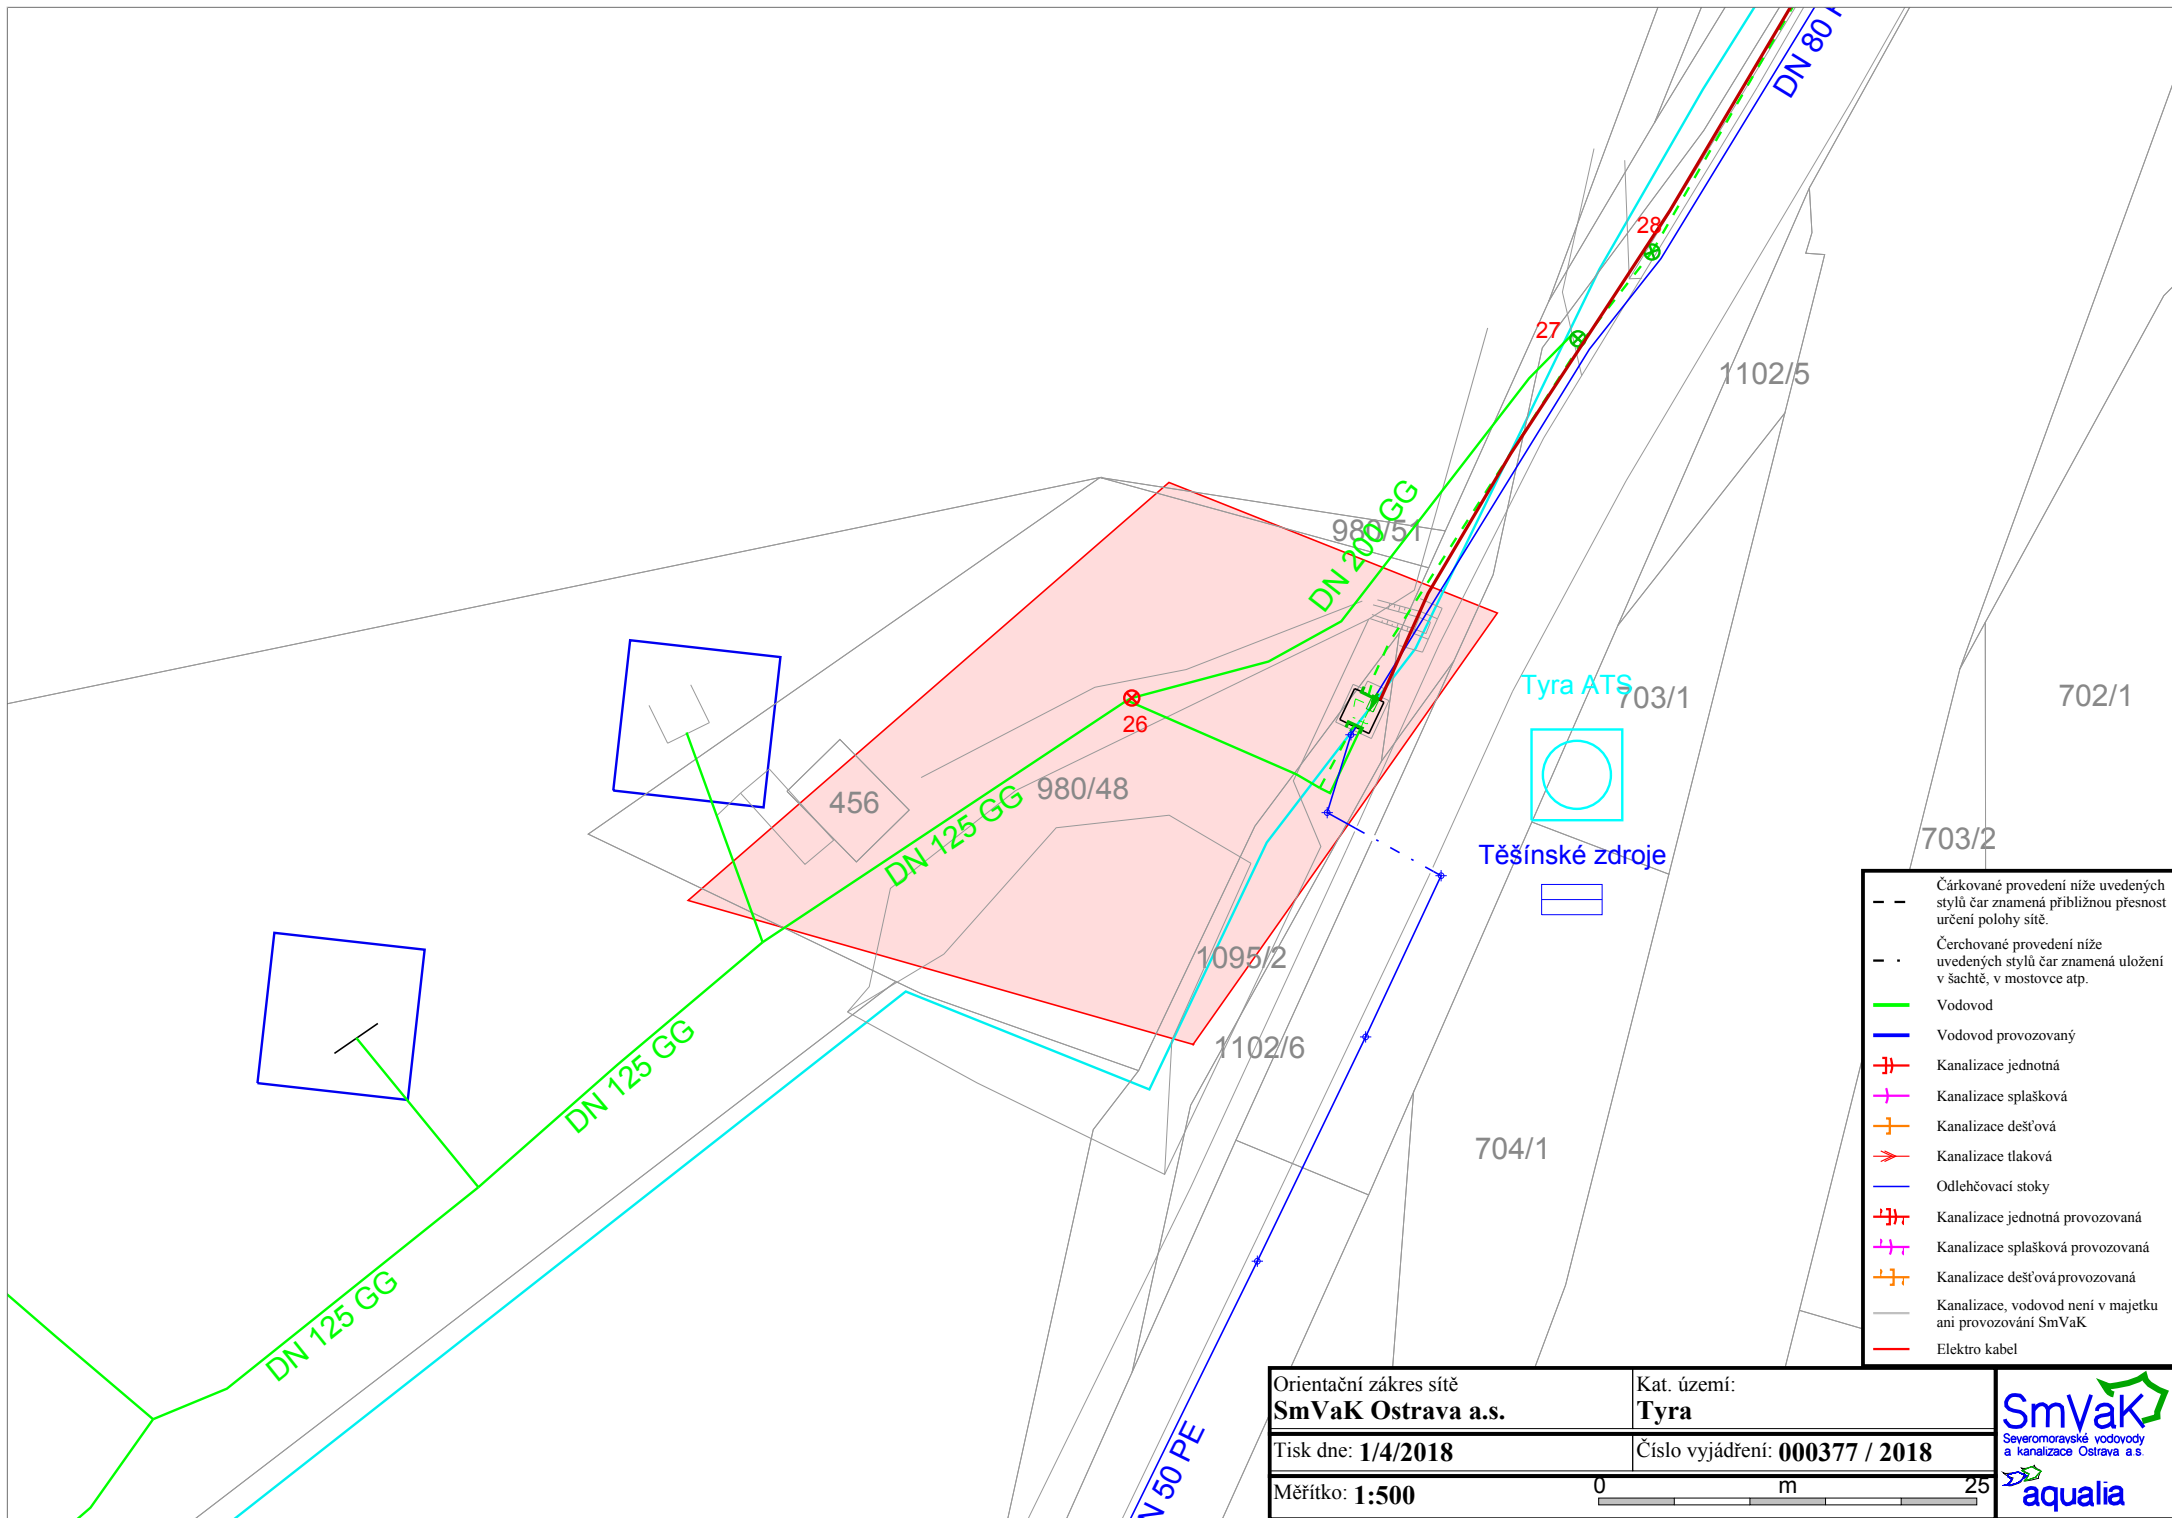 DN 80
28
27
1102/5
980/51
DN 200 GG
Tyra ATS
703/1
702/1
26
980/48
456
DN 125 GG
703/2
Těšínské zdroje
1095/2
1102/6
DN 125 GG
704/1
DN 125 GG
N 50 PE
Čárkované provedení níže uvedených
stylů čar znamená přibližnou přesnost
určení polohy sítě.
Čerchované provedení níže
uvedených stylů čar znamená uložení
v šachtě, v mostovce atp.
Vodovod
Vodovod provozovaný
Kanalizace jednotná
Kanalizace splašková
Kanalizace dešťová
Kanalizace tlaková
Odlehčovací stoky
Kanalizace jednotná provozovaná
Kanalizace splašková provozovaná
Kanalizace dešťová provozovaná
Kanalizace, vodovod není v majetku
ani provozování SmVaK
Elektro kabel
Orientační zákres sítě
SmVaK Ostrava a.s.
Kat. území:
Tyra
Tisk dne: 1/4/2018
Číslo vyjádření: 000377 / 2018
Měřítko: 1:500
0 m 25
SmVaK
Severomoravské vodovody
a kanalizace Ostrava a.s.
aqualia